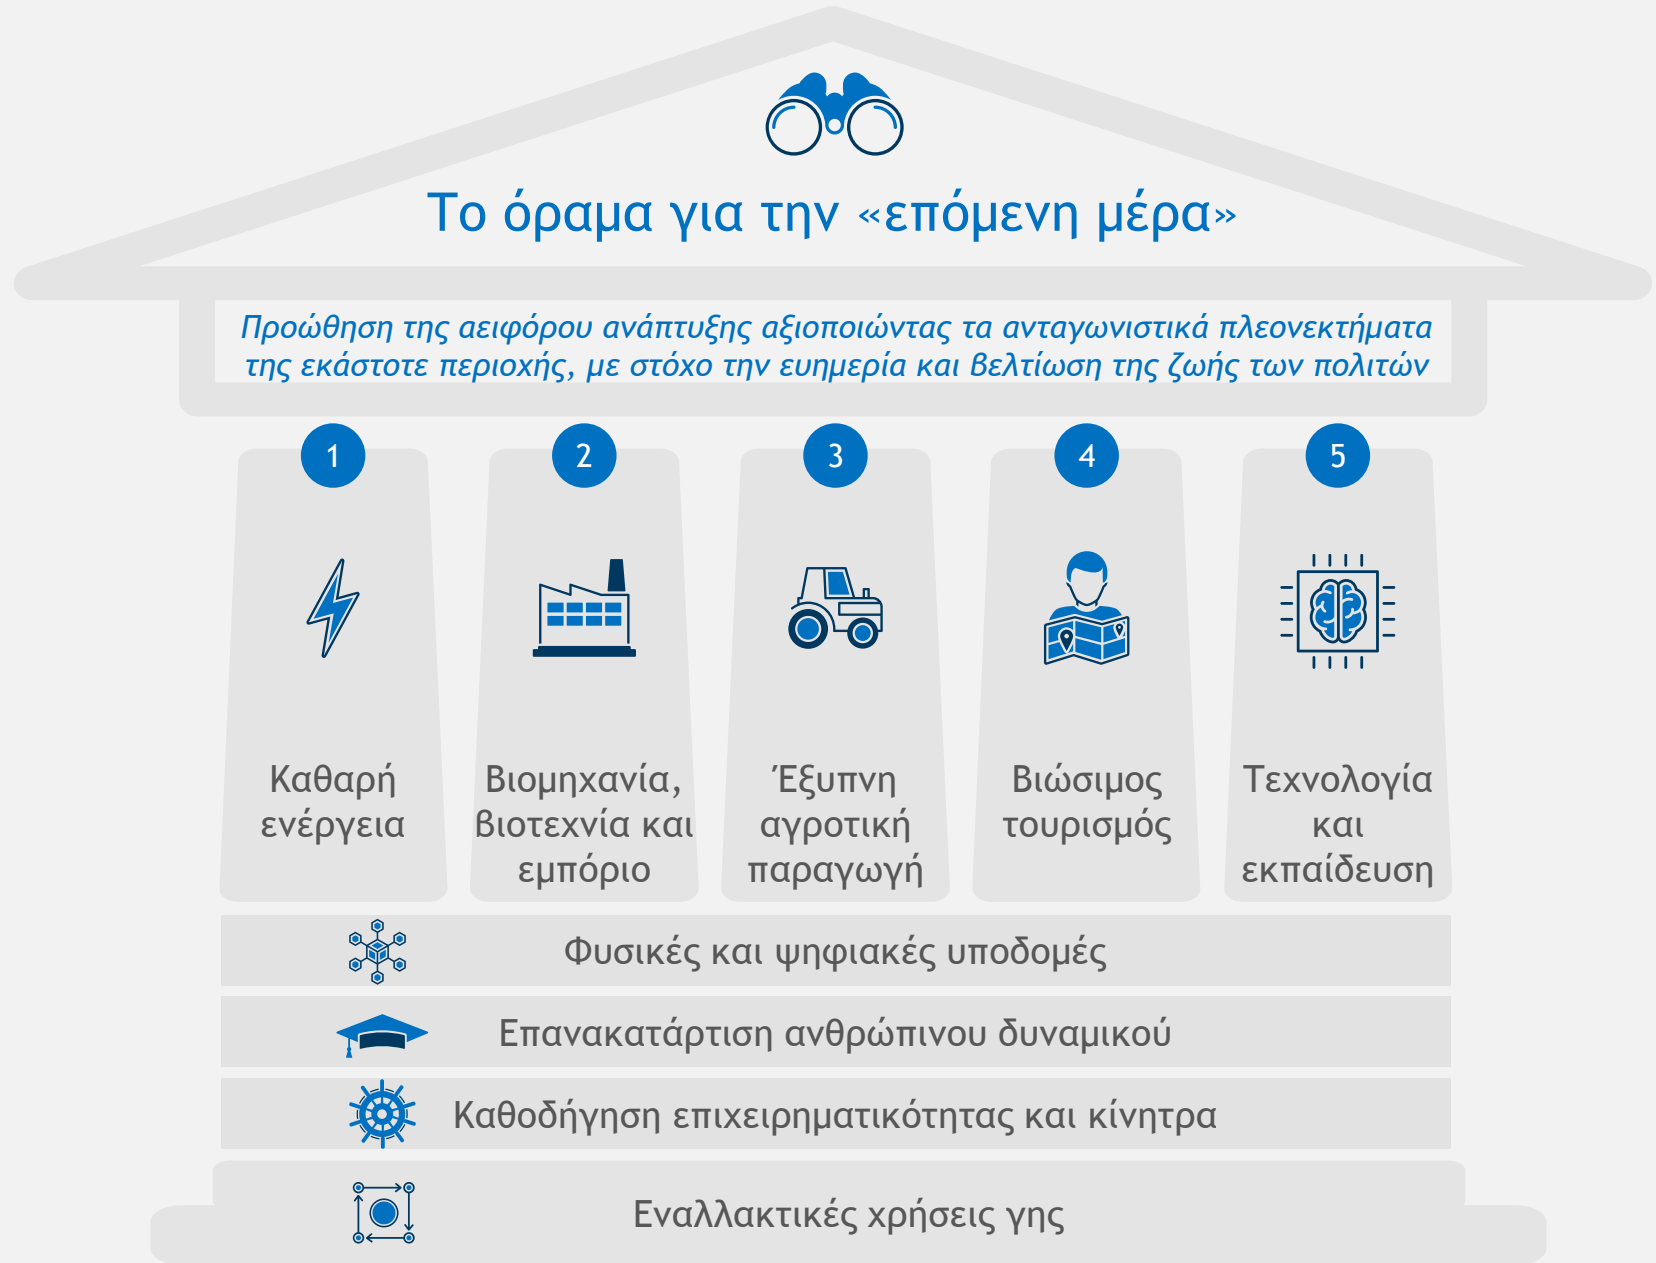 Το όραμα για την «επόμενη μέρα»
Προώθηση της αειφόρου ανάπτυξης αξιοποιώντας τα ανταγωνιστικά πλεονεκτήματα
της εκάστοτε περιοχής, με στόχο την ευημερία και βελτίωση της ζωής των πολιτών
1
Καθαρή
ενέργεια
2
Βιομηχανία,
βιοτεχνία και
εμπόριο
3
Έξυπνη
αγροτική
παραγωγή
4
Βιώσιμος
τουρισμός
5
Τεχνολογία
και
εκπαίδευση
Φυσικές και ψηφιακές υποδομές
Επανακατάρτιση ανθρώπινου δυναμικού
Καθοδήγηση επιχειρηματικότητας και κίνητρα
Εναλλακτικές χρήσεις γης